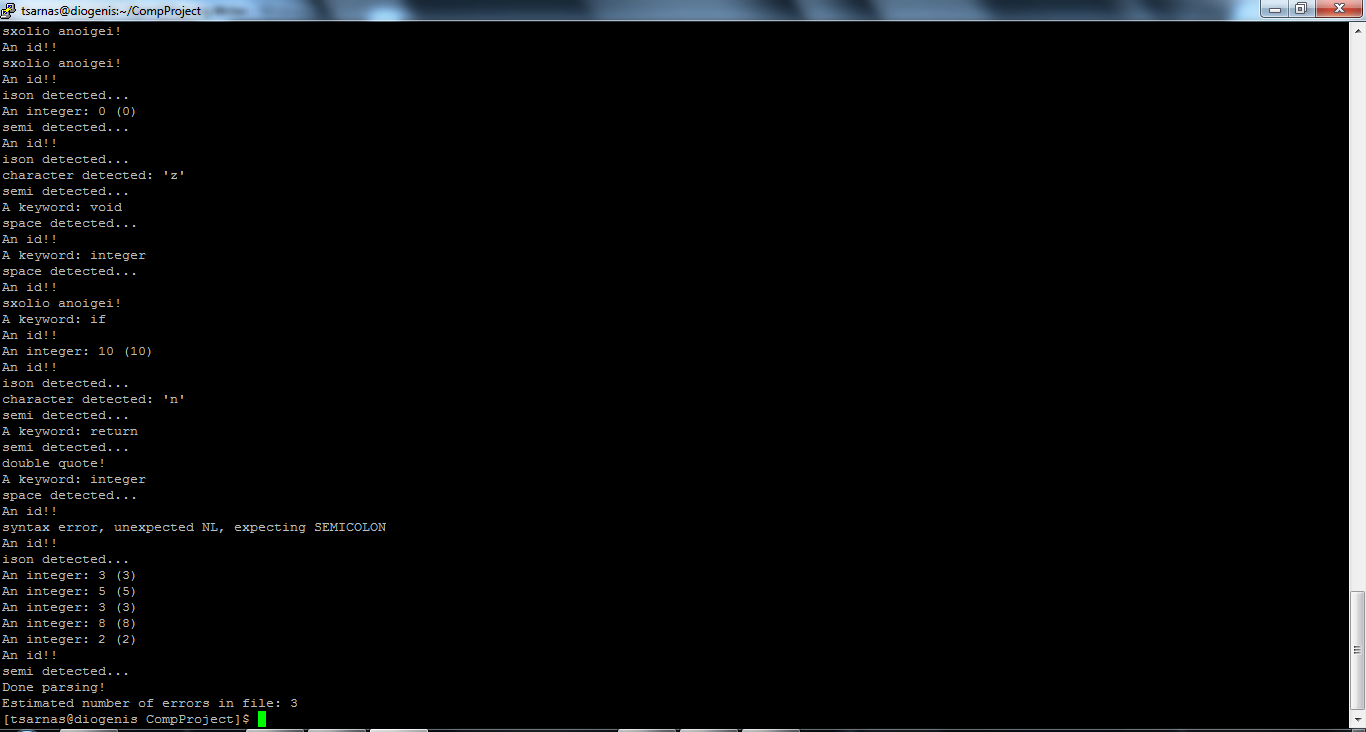 tsarnas@diogenis:~/CompProject
sxolio anoigei!
An id!!
sxolio anoigei!
An id!!
ison detected...
An integer: 0 (0)
semi detected...
An id!!
ison detected...
character detected: 'z'
semi detected...
A keyword: void
space detected...
An id!!
A keyword: integer
space detected...
An id!!
sxolio anoigei!
A keyword: if
An id!!
An integer: 10 (10)
An id!!
ison detected...
character detected: 'n'
semi detected...
A keyword: return
semi detected...
double quote!
A keyword: integer
space detected...
An id!!
syntax error, unexpected NL, expecting SEMICOLON
An id!!
ison detected...
An integer: 3 (3)
An integer: 5 (5)
An integer: 3 (3)
An integer: 8 (8)
An integer: 2 (2)
An id!!
semi detected...
Done parsing!
Estimated number of errors in file: 3
[tsarnas@diogenis CompProject]$